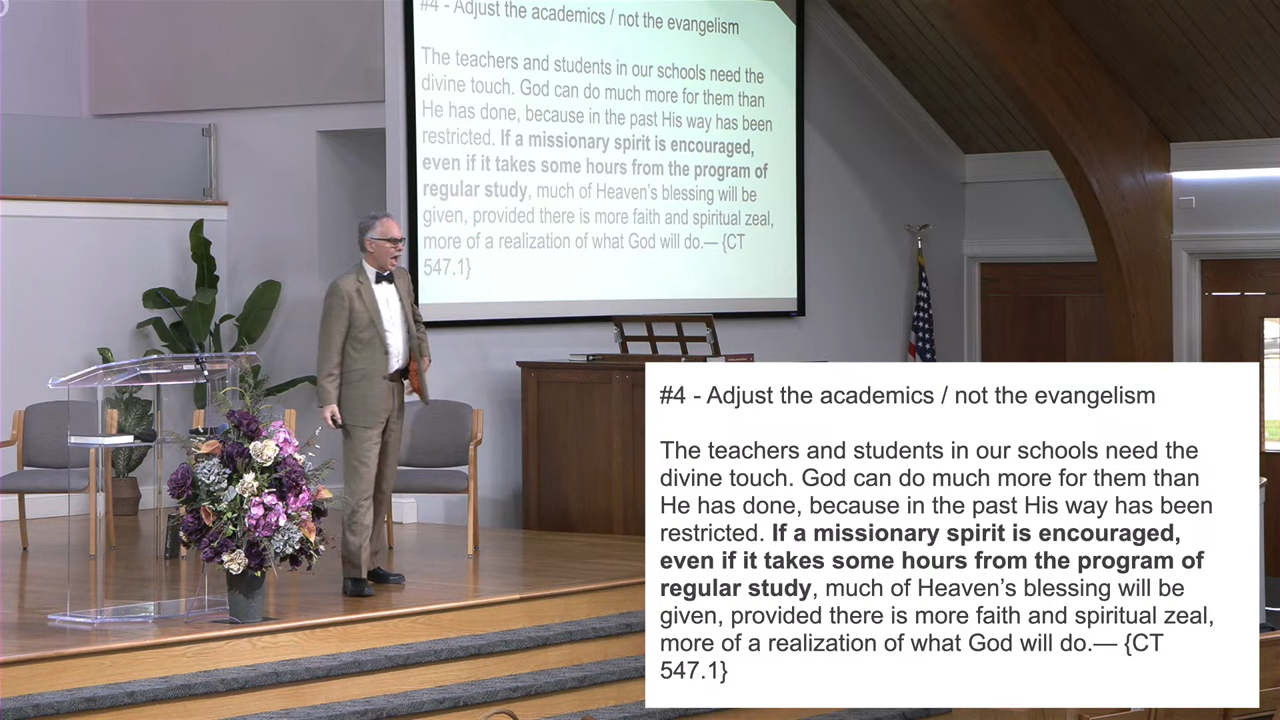 #4 - Adjust the academics / not the evangelism
The teachers and students in our schools need the
divine touch. God can do much more for them than
He has done, because in the past His way has been
restricted. If a missionary spirit is encouraged,
even if it takes some hours from the program of
regular study, much of Heaven's blessing will be
given, provided there is more faith and spiritual zeal,
more of a realization of what God will do.— {CT
547.1}
#4 - Adjust the academics / not the evangelism
The teachers and students in our schools need the
divine touch. God can do much more for them than
He has done, because in the past His way has been
restricted. If a missionary spirit is encouraged,
even if it takes some hours from the program of
regular study, much of Heaven’s blessing will be
given, provided there is more faith and spiritual zeal,
more of a realization of what God will do.— {CT
547.1}